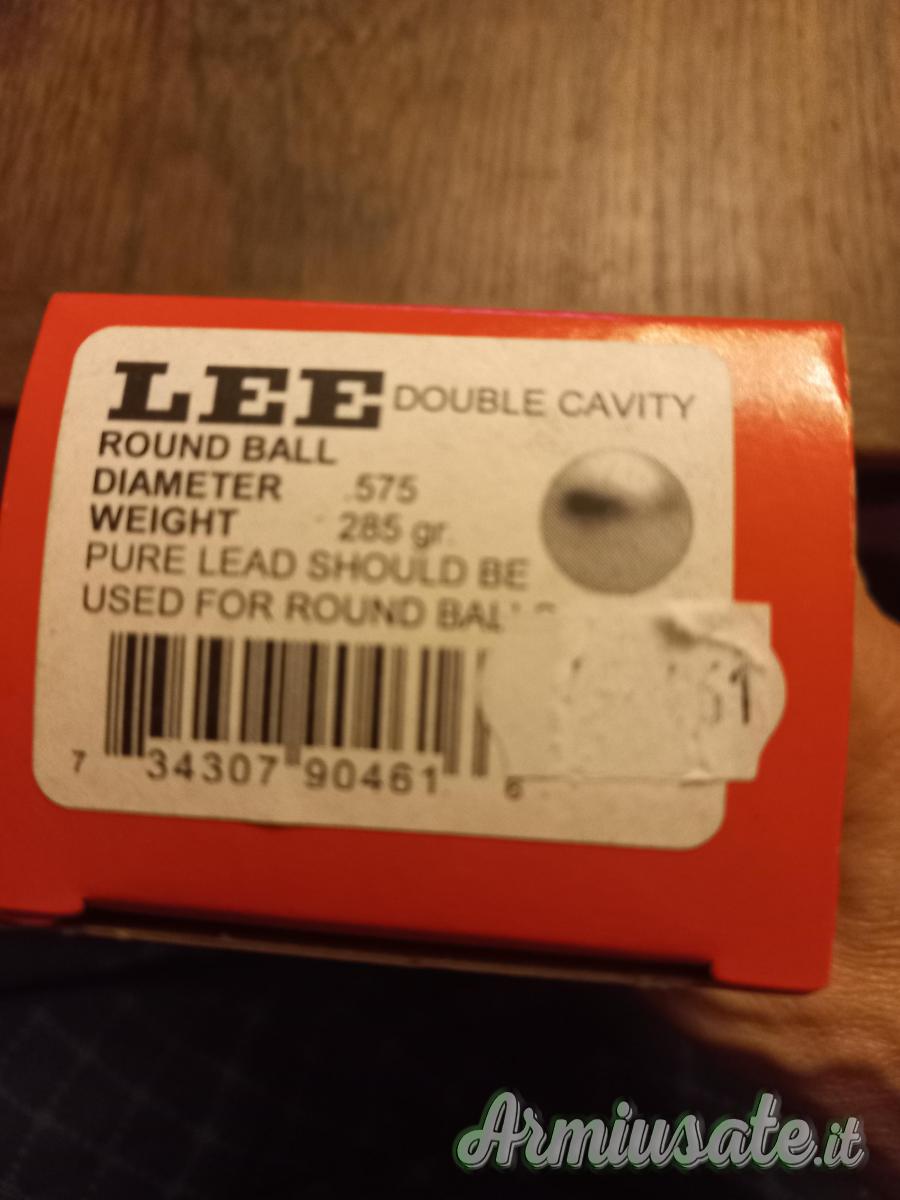 LEE DOUBLE CAVITY
ROUND BALL
DIAMETER .575
WEIGHT 285 gr.
PURE LEAD SHOULD BE
USED FOR ROUND
7 34307 90461 6
Armiusate.it